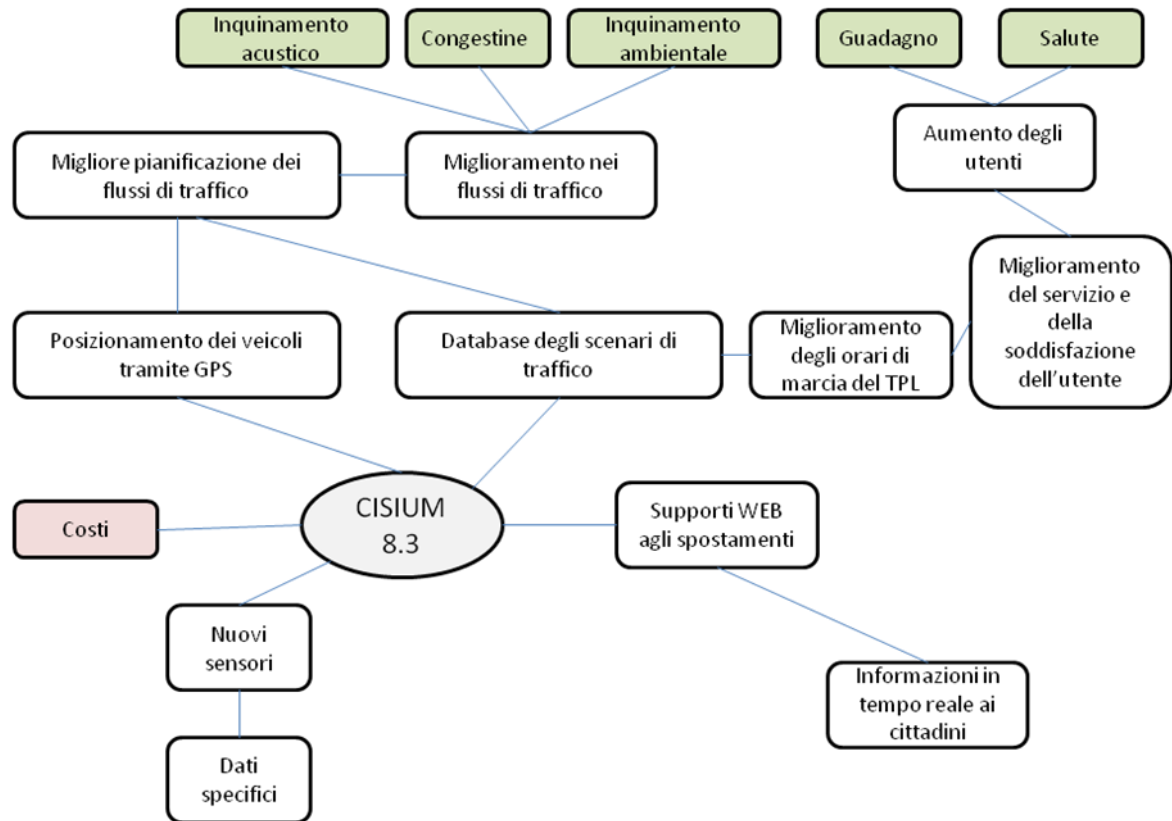 Inquinamento
acustico
Congestine
Inquinamento
ambientale
Guadagno
Salute
Migliore pianificazione dei
flussi di traffico
Miglioramento nei
flussi di traffico
Aumento degli
utenti
Posizionamento dei veicoli
tramite GPS
Database degli scenari di
traffico
Miglioramento
degli orari di
marcia del TPL
Miglioramento
del servizio e
della
soddisfazione
dell'utente
Costi
CISIUM
8.3
Supporti WEB
agli spostamenti
Nuovi
sensori
Informazioni in
tempo reale ai
cittadini
Dati
specifici